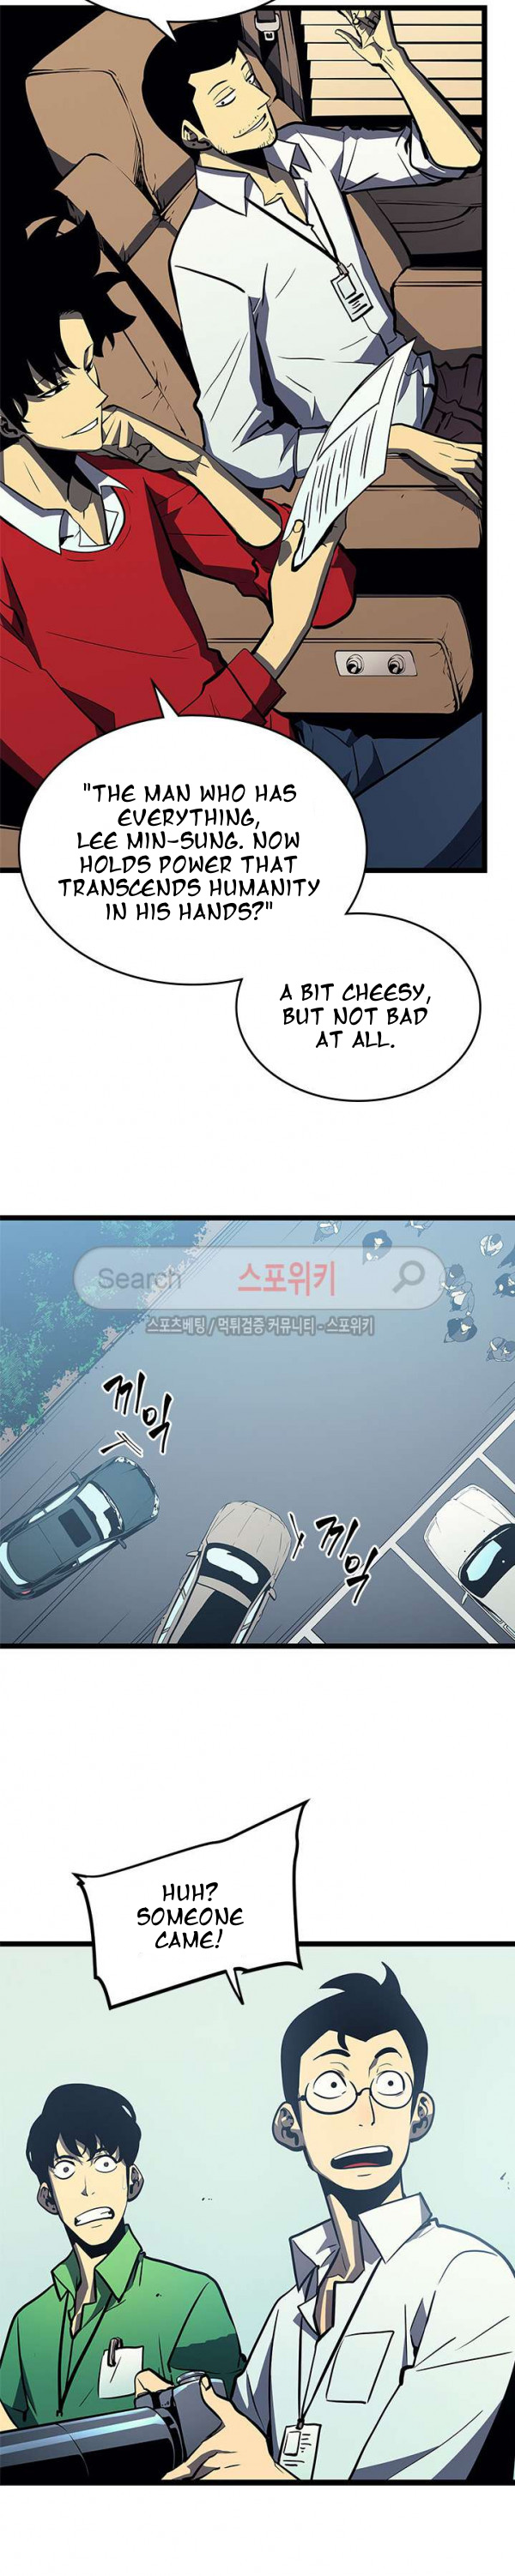 "THE MAN WHO HAS
EVERYTHING,
LEE MIN-SUNG. NOW
HOLDS POWER THAT
TRANSCENDS HUMANITY
IN HIS HANDS?"
A BIT CHEESY,
BUT NOT BAD
AT ALL.
Search 스포위키
스포츠베팅 / 먹튀검증 커뮤니티 - 스포위키
끼익
끼익
HUH?
SOMEONE
CAME!